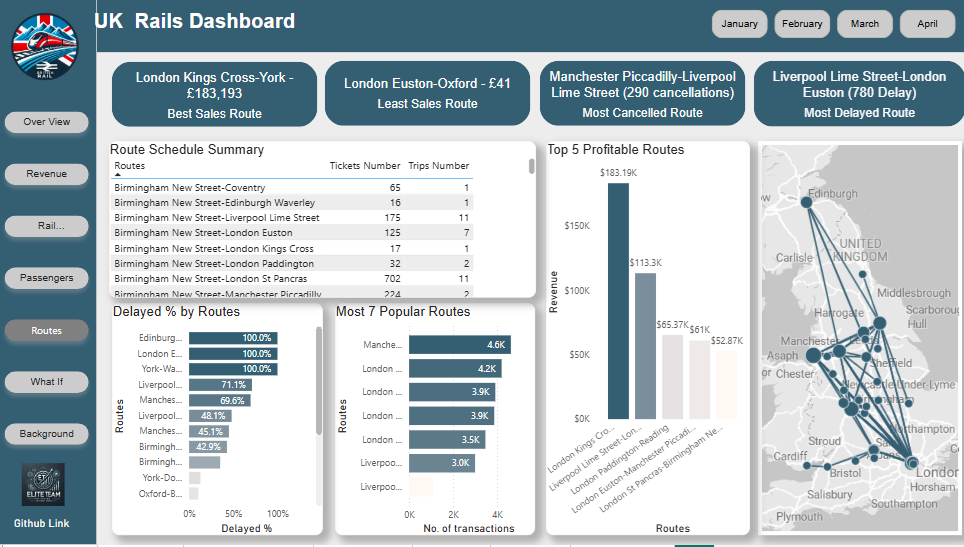 UK Rails Dashboard
January
February
March
April
BRITISH
RAIL
London Kings Cross-York -
£183,193
Best Sales Route
London Euston-Oxford - £41
Least Sales Route
Manchester Piccadilly-Liverpool
Lime Street (290 cancellations)
Most Cancelled Route
Liverpool Lime Street-London
Euston (780 Delay)
Most Delayed Route
Over View
Revenue
Rail...
Passengers
Routes
What If
Background
ELITE TEAM
Github Link
Route Schedule Summary
Routes Tickets Number Trips Number
Birmingham New Street-Coventry 65 1
Birmingham New Street-Edinburgh Waverley 16 1
Birmingham New Street-Liverpool Lime Street 175 11
Birmingham New Street-London Euston 125 7
Birmingham New Street-London Kings Cross 17 1
Birmingham New Street-London Paddington 32 2
Birmingham New Street-London St Pancras 702 11
Birmingham New Street-Manchester Piccadilly 224 2
Delayed % by Routes
Routes
Edinburg... 100.0%
London E... 100.0%
York-Wa... 100.0%
Liverpool... 71.1%
Manches... 69.6%
Liverpool... 48.1%
Manches... 45.1%
Birmingh... 42.9%
Birmingh...
York-Do...
Oxford-B...
0% 50% 100%
Delayed %
Most 7 Popular Routes
Routes
Manche... 4.6K
London ... 4.2K
London ... 3.9K
London ... 3.9K
London ... 3.5K
Liverpoo... 3.0K
Liverpoo...
0K 2K 4K
No. of transactions
Top 5 Profitable Routes
Revenue
$150K
$100K
$50K
$0K
$183.19K
$113.3K
$65.37K
$61K
$52.87K
London Kings Cro...
Liverpool Lime Street-Lon...
London Paddington-Reading
London Euston-Manchester Piccadi...
London St Pancras-Birmingham Ne...
Routes
Edinburgh
UNITED
KINGDOM
Carlisle
Middlesbrough
Scarborou
Harrogate
Hull
Manchester
Leeds
Asaph
Sheffield
Chester
Newcastle-Under-Lyme
Northampton
Stroud
Cardiff
Bristol
London
Horsham
Salisbury
Southampton
Plymouth